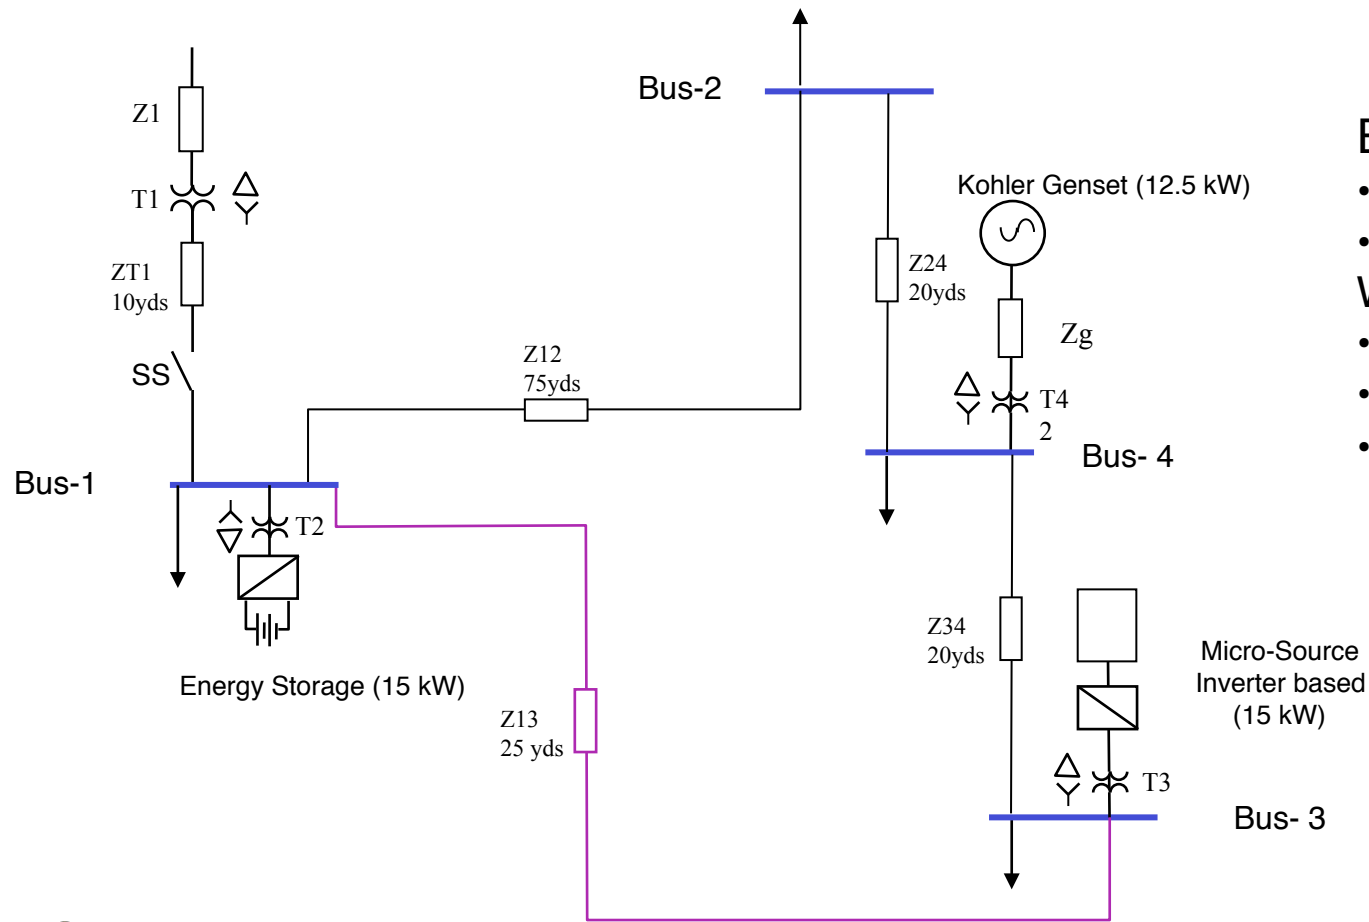 Bus-2
Z1
T1
Kohler Genset (12.5 kW)
ZT1
10yds
Z24
20yds
Zg
SS
Z12
75yds
T4
2
Bus- 4
Bus-1
T2
Z34
20yds
Micro-Source
Inverter based
(15 kW)
Energy Storage (15 kW)
Z13
25 yds
T3
Bus- 3